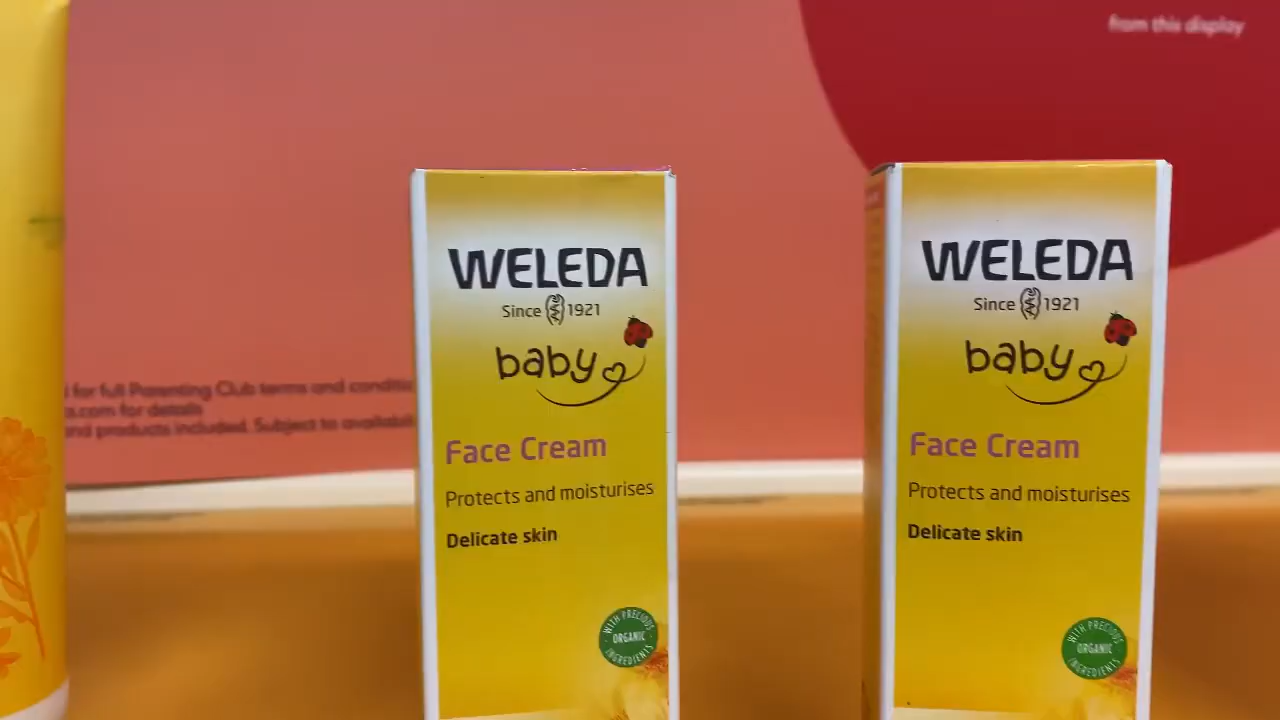 from this display
for full Parenting Club terms and
.com for details
and products included. Subject to
WELEDA
Since 1921
baby
Face Cream
Protects and moisturises
Delicate skin
WITH PRECIOUS
ORGANIC
INGREDIENTS
WELEDA
Since 1921
baby
Face Cream
Protects and moisturises
Delicate skin
WITH PRECIOUS
ORGANIC
INGREDIENTS